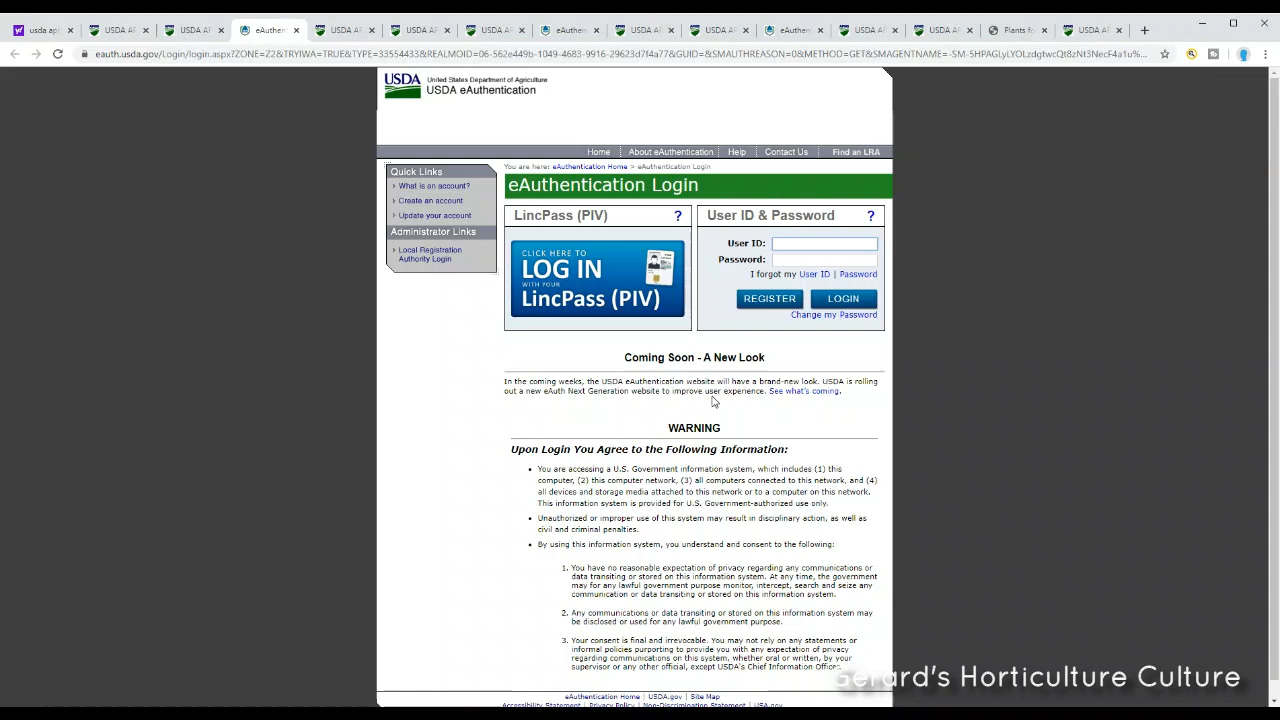 usda ap
USDA AP
USDA AP
eAuthen
USDA AP
USDA AP
USDA AP
eAuthen
USDA AP
USDA AP
eAuthen
USDA AP
USDA AP
Plants fo
USDA AP
eauth.usda.gov/Login/login.aspx?ZONE=Z2&TRYIWA=TRUE&TYPE=33554433&REALMOID=06-562e449b-1049-4683-9916-29623d7f4a77&GUID=&SMAUTHREASON=0&METHOD=GET&SMAGENTNAME=-SM-
USDA
United States Department of Agriculture
USDA eAuthentication
Home
About eAuthentication
Help
Contact Us
Find an LRA
Quick Links
What is an account?
Create an account
Update your account
Administrator Links
Local Registration
Authority Login
You are here: eAuthentication Home > eAuthentication Login
eAuthentication Login
LincPass (PIV) ?
CLICK HERE TO
LOG IN
WITH YOUR
LincPass (PIV)
User ID & Password ?
User ID:
Password:
I forgot my User ID | Password
REGISTER LOGIN
Change my Password
Coming Soon - A New Look
In the coming weeks, the USDA eAuthentication website will have a brand-new look. USDA is rolling
out a new eAuth Next Generation website to improve user experience. See what's coming.
WARNING
Upon Login You Agree to the Following Information:
You are accessing a U.S. Government information system, which includes (1) this
computer, (2) this computer network, (3) all computers connected to this network, and (4)
all devices and storage media attached to this network or to a computer on this network.
This information system is provided for U.S. Government-authorized use only.
Unauthorized or improper use of this system may result in disciplinary action, as well as
civil and criminal penalties.
By using this information system, you understand and consent to the following:
1. You have no reasonable expectation of privacy regarding any communications or
data transiting or stored on this information system. At any time, the government
may for any lawful government purpose monitor, intercept, search and seize any
communication or data transiting or stored on this information system.
2. Any communications or data transiting or stored on this information system may
be disclosed or used for any lawful government purpose.
3. Your consent is final and irrevocable. You may not rely on any statements or
informal policies purporting to provide you with any expectation of privacy
regarding communications on this system, whether oral or written, by your
supervisor or any other official, except USDA's Chief Information Officer.
Gerard's Horticulture Culture
eAuthentication Home | USDA.gov | Site Map
Accessibility Statement | Privacy Policy | Non-Discrimination Statement | USA.gov